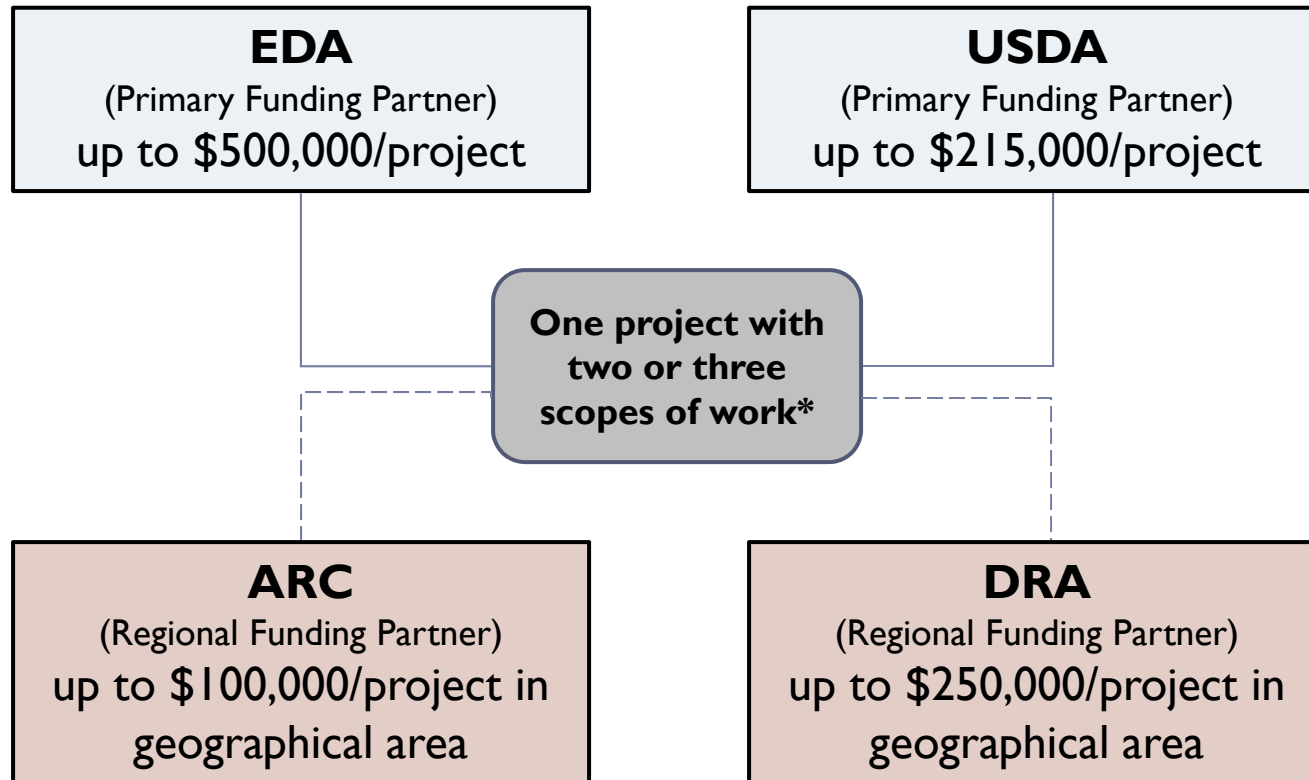 EDA
(Primary Funding Partner)
up to $500,000/project
USDA
(Primary Funding Partner)
up to $215,000/project
One project with
two or three
scopes of work*
ARC
(Regional Funding Partner)
up to $100,000/project in
geographical area
DRA
(Regional Funding Partner)
up to $250,000/project in
geographical area